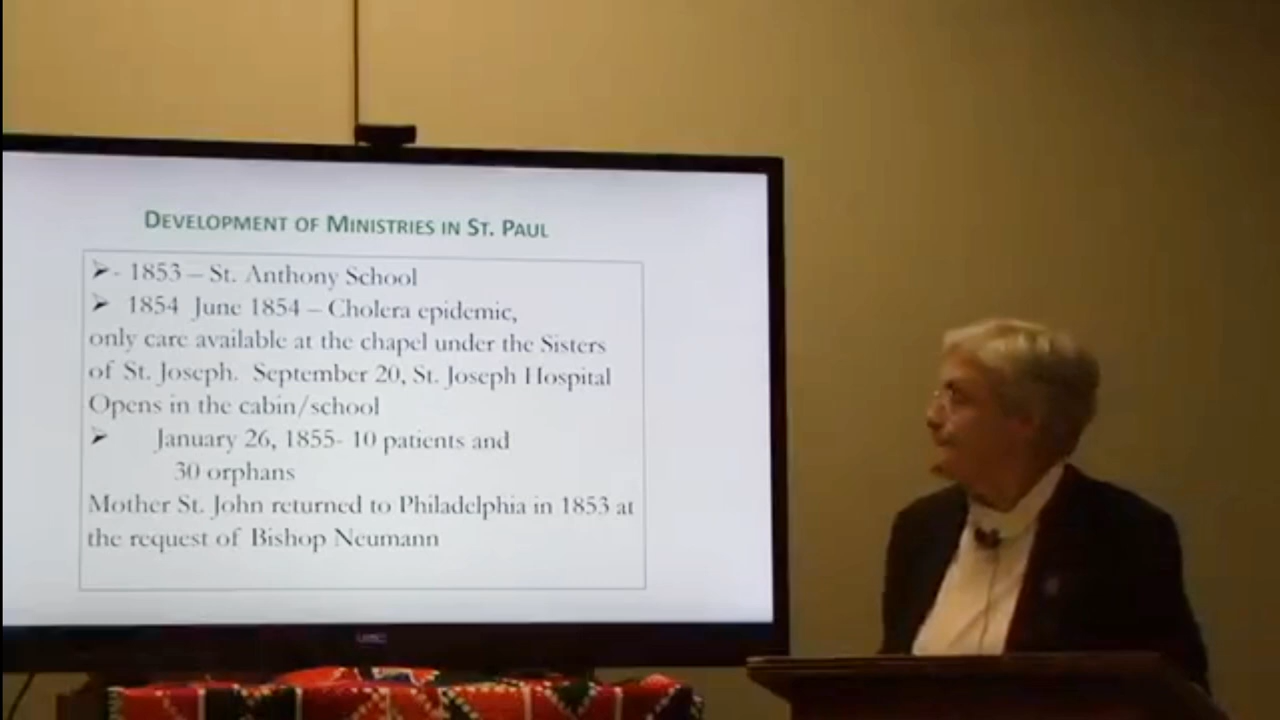 DEVELOPMENT OF MINISTRIES IN ST. PAUL
➢- 1853 – St. Anthony School
➢ 1854 June 1854 – Cholera epidemic,
only care available at the chapel under the Sisters
of St. Joseph. September 20, St. Joseph Hospital
Opens in the cabin/school
➢ January 26, 1855- 10 patients and
30 orphans
Mother St. John returned to Philadelphia in 1853 at
the request of Bishop Neumann